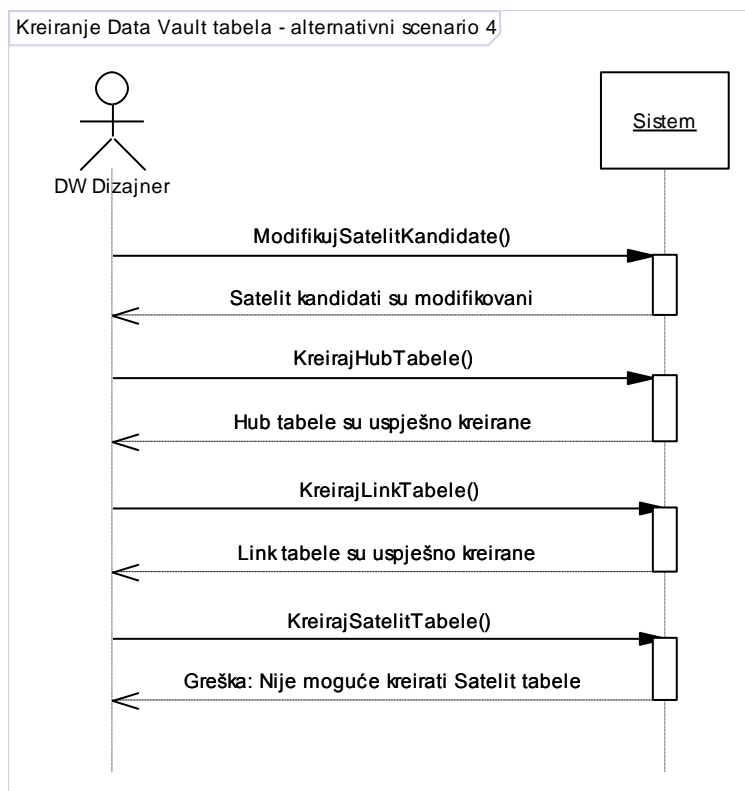 Kreiranje Data Vault tabela - alternativni scenario 4
Sistem
DW Dizajner
ModifikujSatelitKandidate()
Satelit kandidati su modifikovani
KreirajHubTabele()
Hub tabele su uspješno kreirane
KreirajLinkTabele()
Link tabele su uspješno kreirane
KreirajSatelitTabele()
Greška: Nije moguće kreirati Satelit tabele